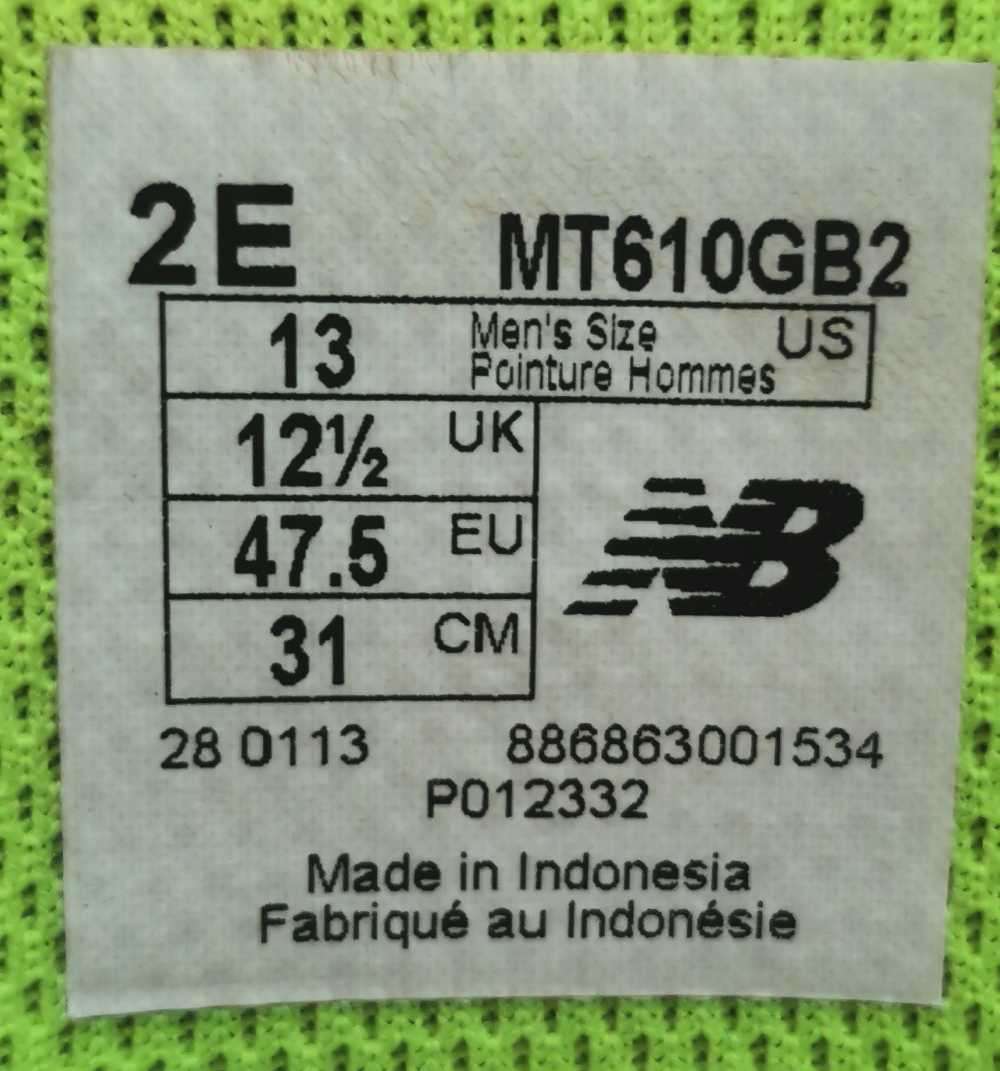 2E MT610GB2
13 Men's Size US
Pointure Hommes
12½ UK
47.5 EU
31 CM
NB
28 0113 886863001534
P012332
Made in Indonesia
Fabriqué au Indonésie